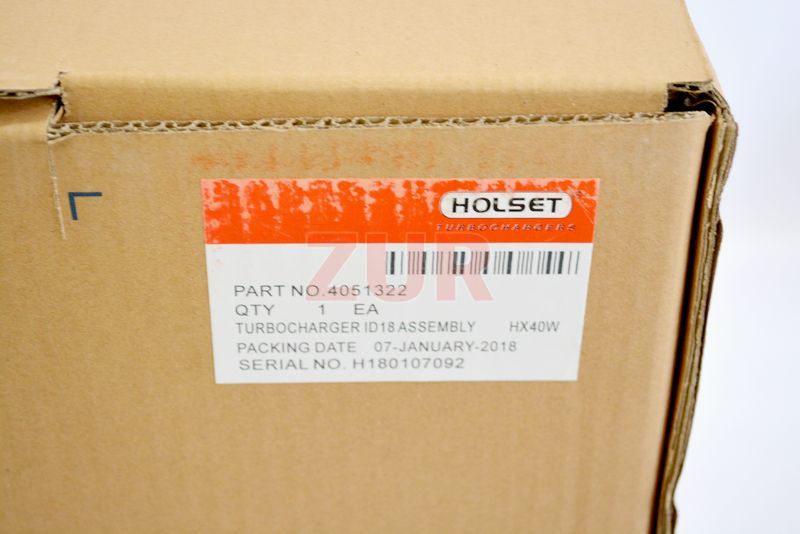 HOLSET
TURBOCHARGERS
ZUR
PART NO.4051322
QTY 1 EA
TURBOCHARGER ID18 ASSEMBLY HX40W
PACKING DATE 07-JANUARY-2018
SERIAL NO. H180107092